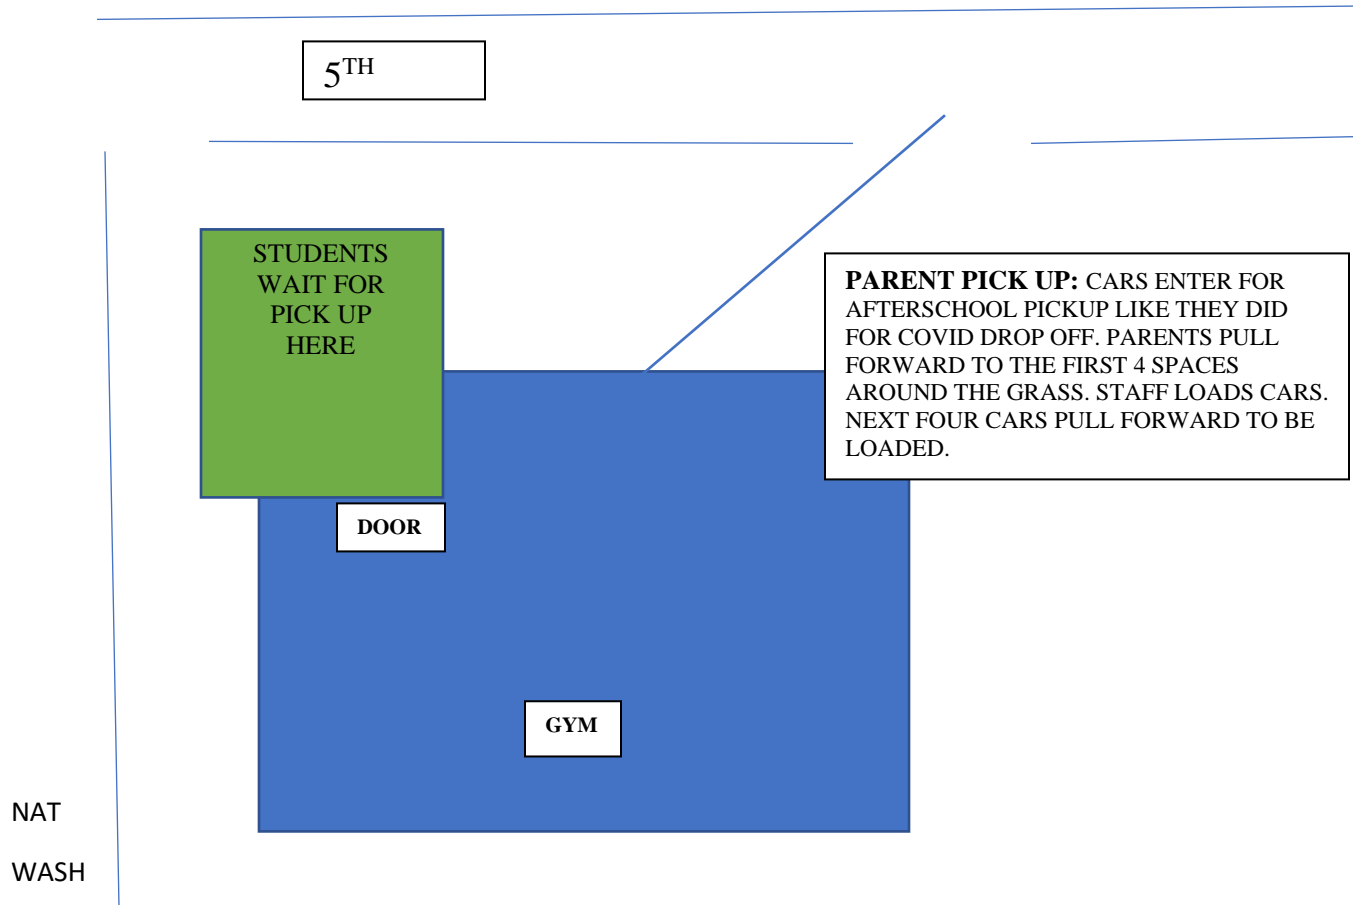 5TH
STUDENTS
WAIT FOR
PICK UP
HERE
PARENT PICK UP: CARS ENTER FOR
AFTERSCHOOL PICKUP LIKE THEY DID
FOR COVID DROP OFF. PARENTS PULL
FORWARD TO THE FIRST 4 SPACES
AROUND THE GRASS. STAFF LOADS CARS.
NEXT FOUR CARS PULL FORWARD TO BE
LOADED.
DOOR
GYM
NAT
WASH